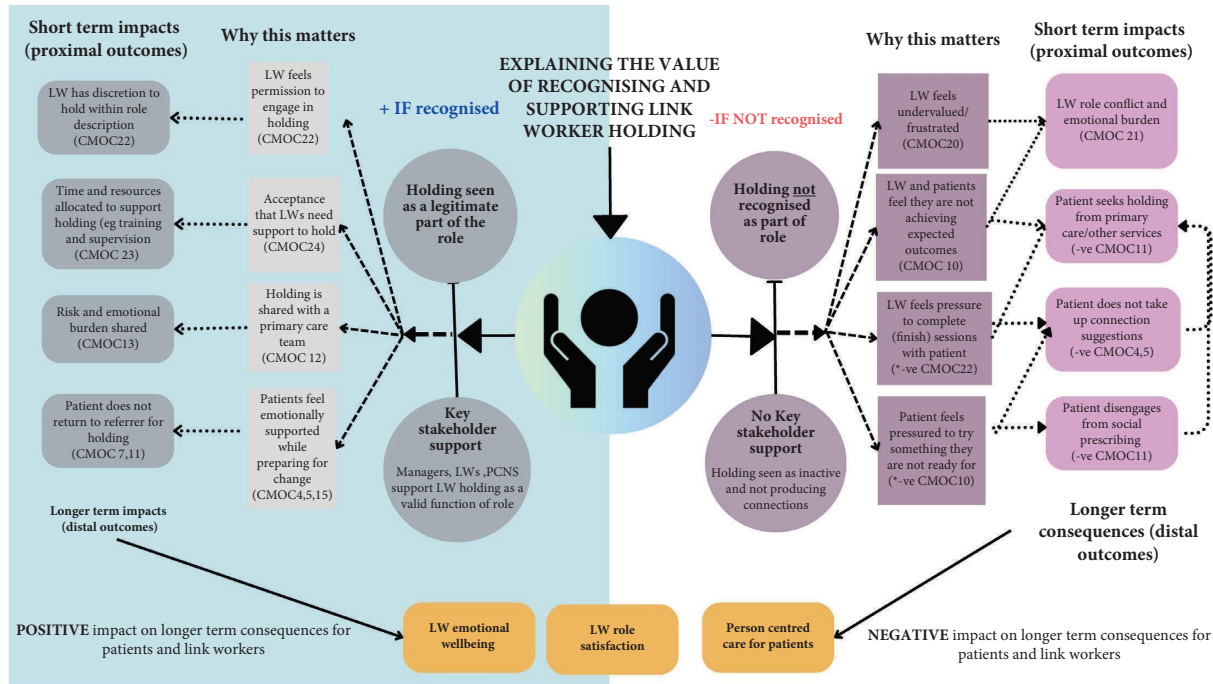 Short term impacts
(proximal outcomes)
LW has discretion to
hold within role
description
(CMOC22)
Time and resources
allocated to support
holding (eg training
and supervision
(CMOC 23)
Risk and emotional
burden shared
(CMOC13)
Patient does not
return to referrer for
holding
(CMOC 7,11)
Longer term impacts
(distal outcomes)
Why this matters
LW feels
permission to
engage in
holding
(CMOC22)
Acceptance
that LWs need
support to hold
(CMOC24)
Holding is
shared with a
primary care
team
(CMOC 12)
Patients feel
emotionally
supported
while
preparing for
change
(CMOC4,5,15)
+ IF recognised
Holding seen
as a legitimate
part of the
role
Key
stakeholder
support
Managers, LWs ,PCNS
support LW holding as a
valid function of role
EXPLAINING THE VALUE
OF RECOGNISING AND
SUPPORTING LINK
WORKER HOLDING
-IF NOT recognised
Holding not
recognised
as part of
role
No Key
stakeholder
support
Holding seen as inactive
and not producing
connections
Why this matters
LW feels
undervalued/
frustrated
(CMOC20)
LW and patients
feel they are not
achieving
expected
outcomes
(CMOC 10)
LW feels pressure
to complete
(finish) sessions
with patient
(*-ve CMOC22)
Patient feels
pressured to try
something they
are not ready for
(*-ve CMOC10)
Short term impacts
(proximal outcomes)
LW role conflict and
emotional burden
(CMOC 21)
Patient seeks holding
from primary
care/other services
(-ve CMOC11)
Patient does not take
up connection
suggestions
(-ve CMOC4,5)
Patient disengages
from social
prescribing
(-ve CMOC11)
Longer term
consequences (distal
outcomes)
POSITIVE impact on longer term consequences for
patients and link workers
LW emotional
wellbeing
LW role
satisfaction
Person centred
care for patients
NEGATIVE impact on longer term consequences for
patients and link workers